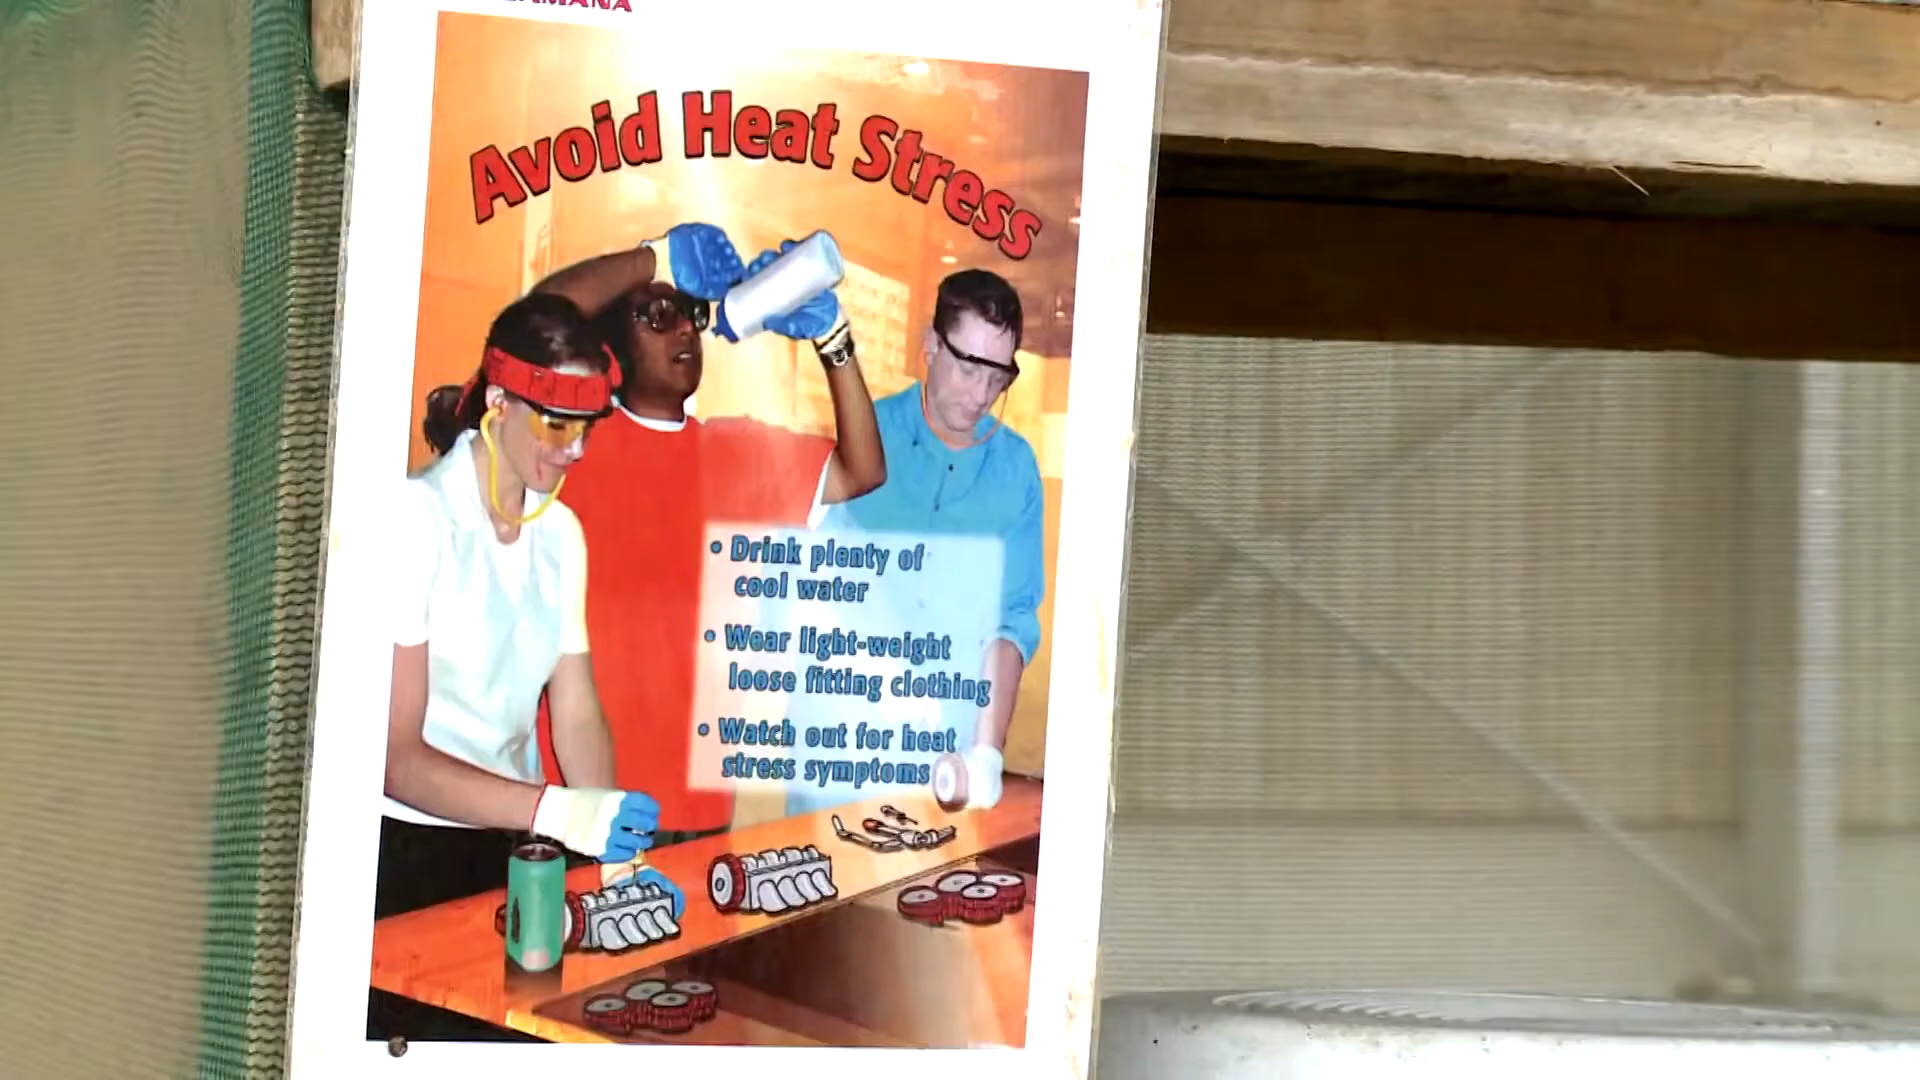 Avoid Heat Stress
• Drink plenty of
cool water
• Wear light-weight
loose fitting clothing
• Watch out for heat
stress symptoms